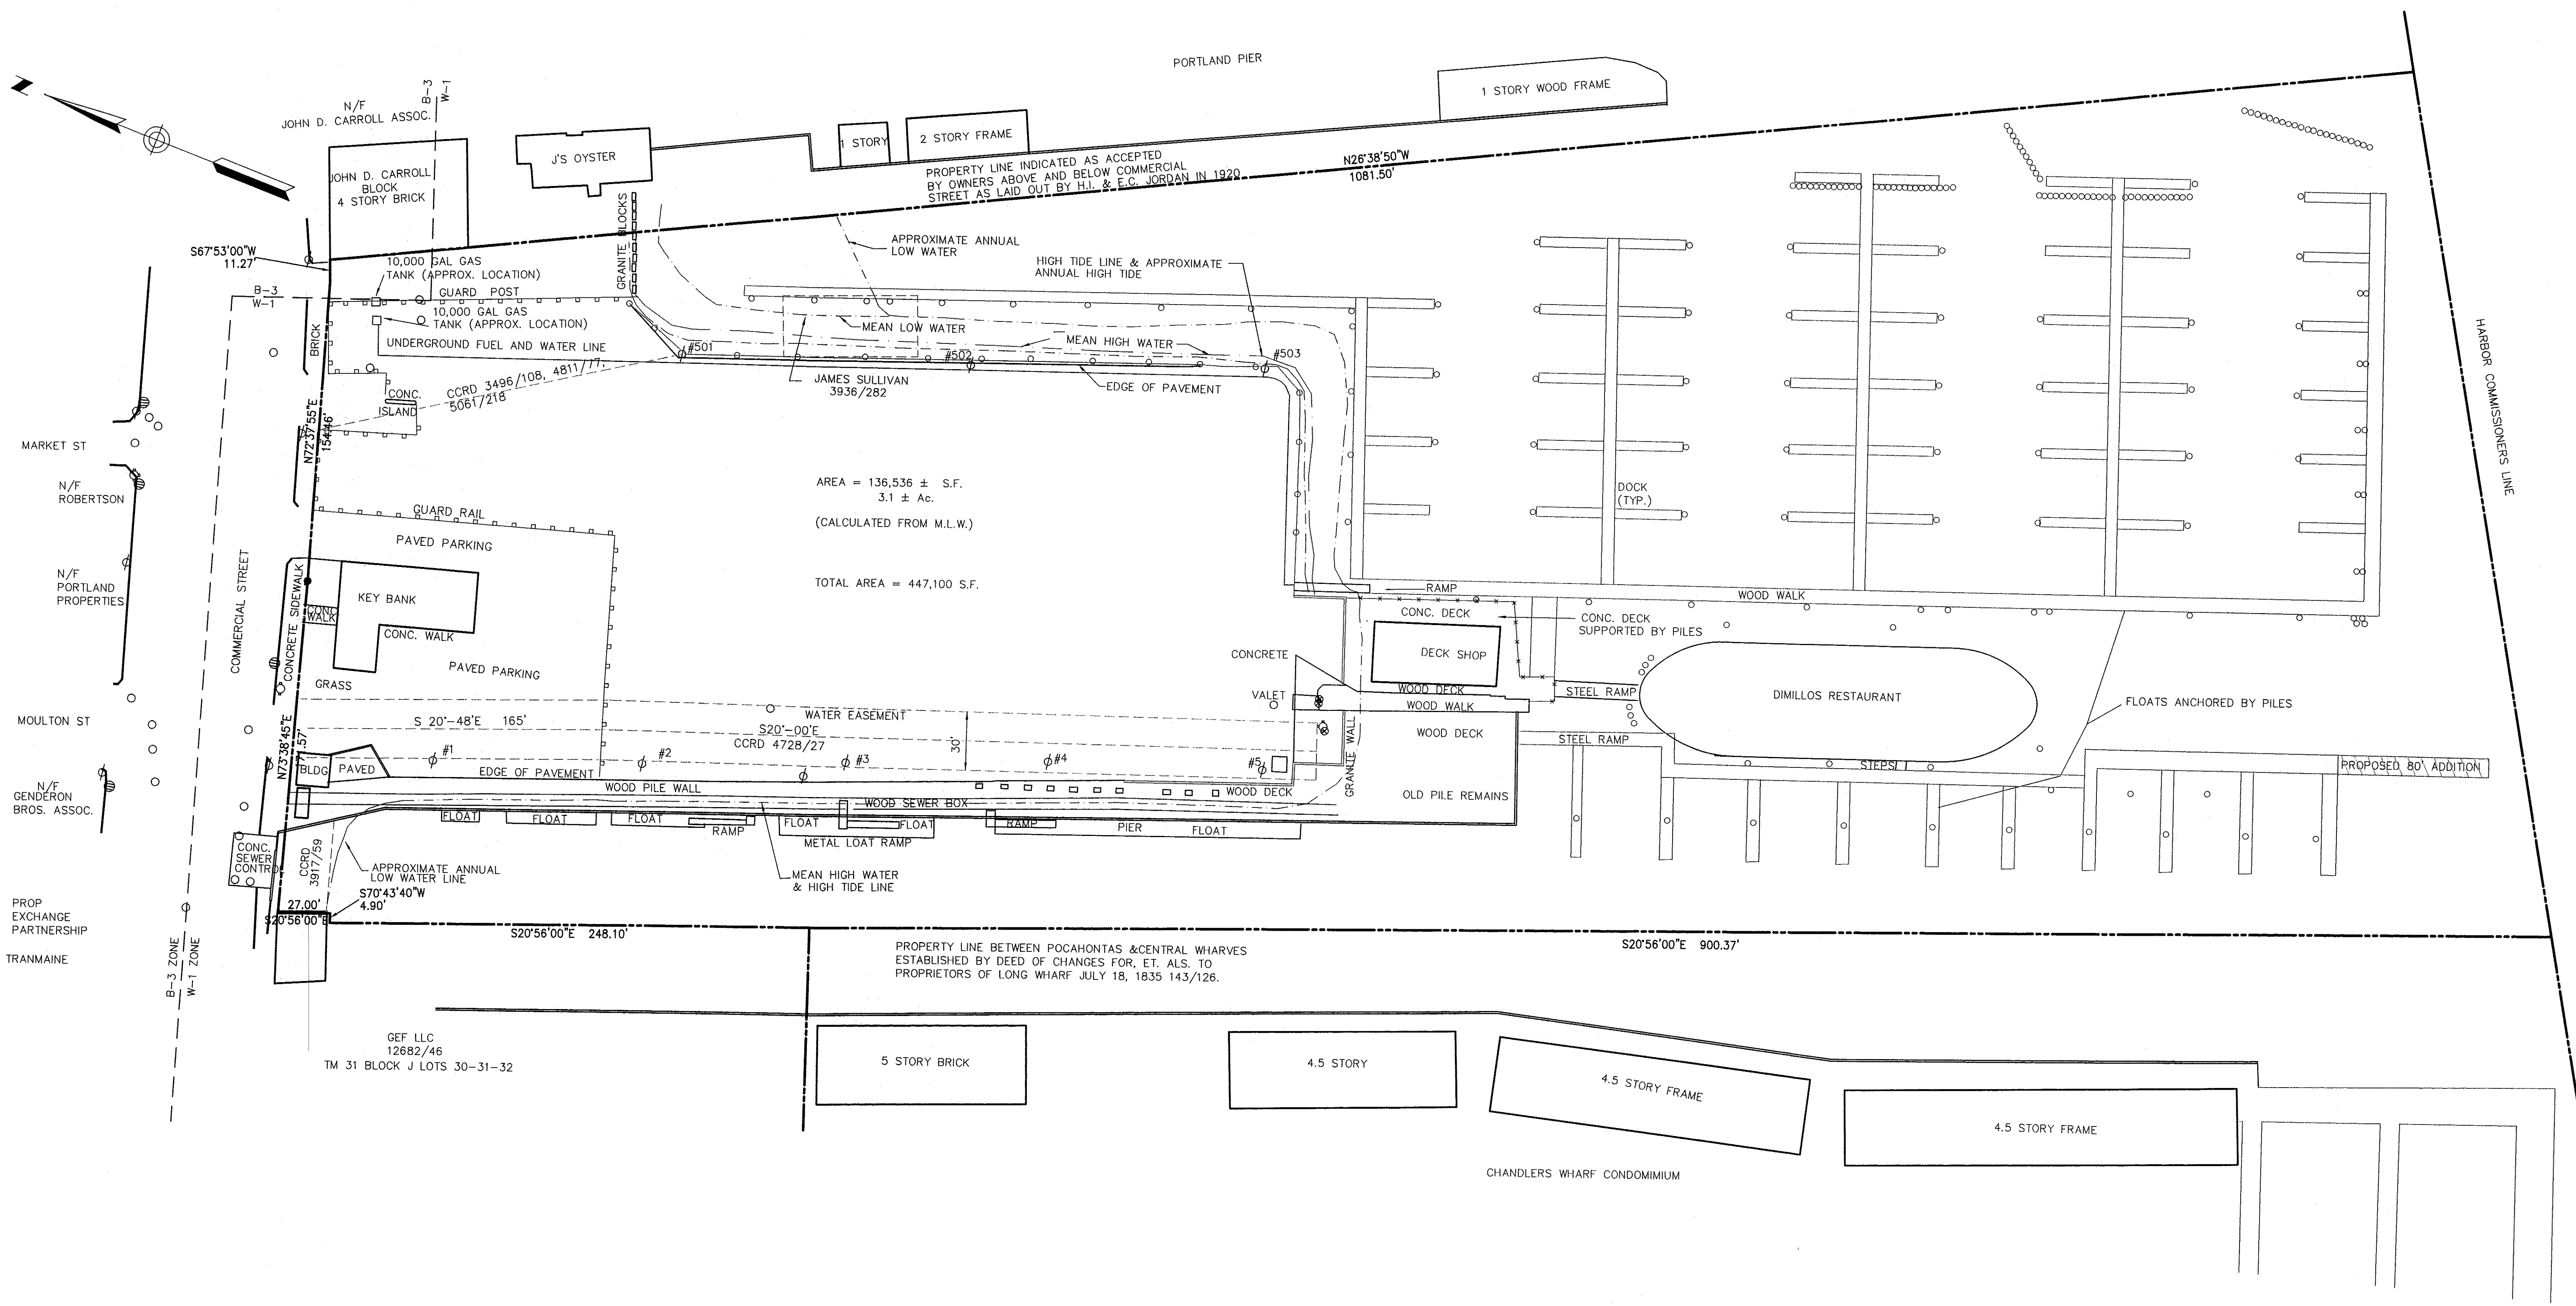 PORTLAND PIER
1 STORY WOOD FRAME
N
N/F
JOHN D. CARROLL ASSOC.
B-3
W-1
JOHN D. CARROLL
BLOCK
4 STORY BRICK
J'S OYSTER
1 STORY
2 STORY FRAME
PROPERTY LINE INDICATED AS ACCEPTED
BY OWNERS ABOVE AND BELOW COMMERCIAL
STREET AS LAID OUT BY H.I. & E.C. JORDAN IN 1920
N26°38'50"W
1081.50'
S67°53'00"W
11.27'
10,000 GAL GAS
TANK (APPROX. LOCATION)
GUARD POST
10,000 GAL GAS
TANK (APPROX. LOCATION)
UNDERGROUND FUEL AND WATER LINE
GRANITE BLOCKS
APPROXIMATE ANNUAL
LOW WATER
HIGH TIDE LINE & APPROXIMATE
ANNUAL HIGH TIDE
MEAN LOW WATER
MEAN HIGH WATER
B-3
W-1
BRICK
#501
#502
#503
JAMES SULLIVAN
3936/282
EDGE OF PAVEMENT
CCRD 3496/108, 4811/77,
5061/218
CONC.
ISLAND
N72°37'55"E
154.46'
HARBOR COMMISSIONERS LINE
MARKET ST
N/F
ROBERTSON
AREA = 136,536 ± S.F.
3.1 ± Ac.
(CALCULATED FROM M.L.W.)
TOTAL AREA = 447,100 S.F.
DOCK
(TYP.)
GUARD RAIL
PAVED PARKING
N/F
PORTLAND
PROPERTIES
COMMERCIAL STREET
CONCRETE SIDEWALK
KEY BANK
CONC
WALK
CONC. WALK
PAVED PARKING
GRASS
RAMP
WOOD WALK
CONC. DECK
CONC. DECK
SUPPORTED BY PILES
DECK SHOP
CONCRETE
VALET
WOOD DECK
WOOD WALK
STEEL RAMP
DIMILLOS RESTAURANT
FLOATS ANCHORED BY PILES
MOULTON ST
S 20°-48'E 165'
WATER EASEMENT
S20°-00'E
CCRD 4728/27
30'
WOOD DECK
STEEL RAMP
STEPS
PROPOSED 80' ADDITION
N73°38'45"E
#1
#2
#3
#4
#5
BLDG
PAVED
EDGE OF PAVEMENT
WOOD PILE WALL
WOOD SEWER BOX
WOOD DECK
GRANITE WALL
OLD PILE REMAINS
N/F
GENDERON
BROS. ASSOC.
FLOAT
FLOAT
FLOAT
RAMP
FLOAT
FLOAT
METAL LOAT RAMP
RAMP
PIER
FLOAT
CONC.
SEWER
CONTRO
CCRD
3917/59
APPROXIMATE ANNUAL
LOW WATER LINE
MEAN HIGH WATER
& HIGH TIDE LINE
S70°43'40"W
4.90'
27.00'
S20°56'00"E
PROP
EXCHANGE
PARTNERSHIP
TRANMAINE
B-3 ZONE
W-1 ZONE
S20°56'00"E 248.10'
PROPERTY LINE BETWEEN POCAHONTAS &CENTRAL WHARVES
ESTABLISHED BY DEED OF CHANGES FOR, ET. ALS. TO
PROPRIETORS OF LONG WHARF JULY 18, 1835 143/126.
S20°56'00"E 900.37'
GEF LLC
12682/46
TM 31 BLOCK J LOTS 30-31-32
5 STORY BRICK
4.5 STORY
4.5 STORY FRAME
4.5 STORY FRAME
CHANDLERS WHARF CONDOMIMIUM